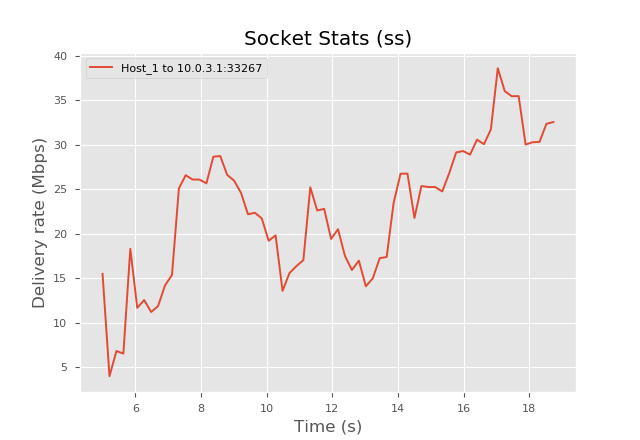 Socket Stats (ss)
Host_1 to 10.0.3.1:33267
Delivery rate (Mbps)
40
35
30
25
20
15
10
5
6 8 10 12 14 16 18
Time (s)